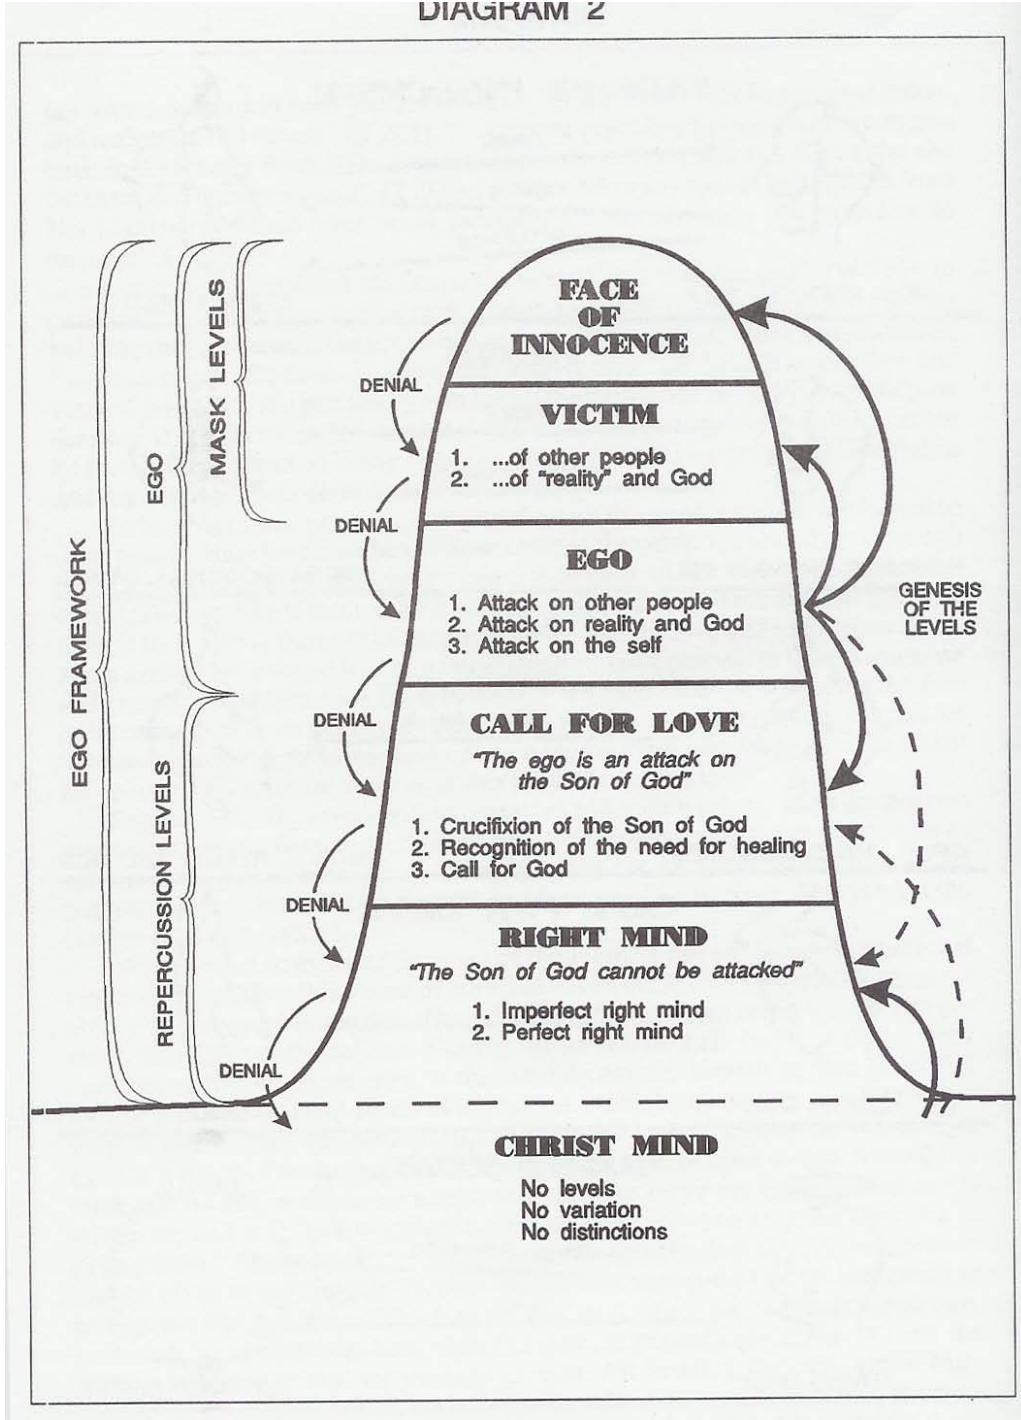 DIAGRAM 2
FACE
OF
INNOCENCE
DENIAL
VICTIM
1. ...of other people
2. ...of "reality" and God
DENIAL
EGO
1. Attack on other people
2. Attack on reality and God
3. Attack on the self
DENIAL
CALL FOR LOVE
"The ego is an attack on
the Son of God"
1. Crucifixion of the Son of God
2. Recognition of the need for healing
3. Call for God
DENIAL
RIGHT MIND
"The Son of God cannot be attacked"
1. Imperfect right mind
2. Perfect right mind
DENIAL
CHRIST MIND
No levels
No variation
No distinctions
MASK LEVELS
EGO
EGO FRAMEWORK
REPERCUSSION LEVELS
GENESIS
OF THE
LEVELS